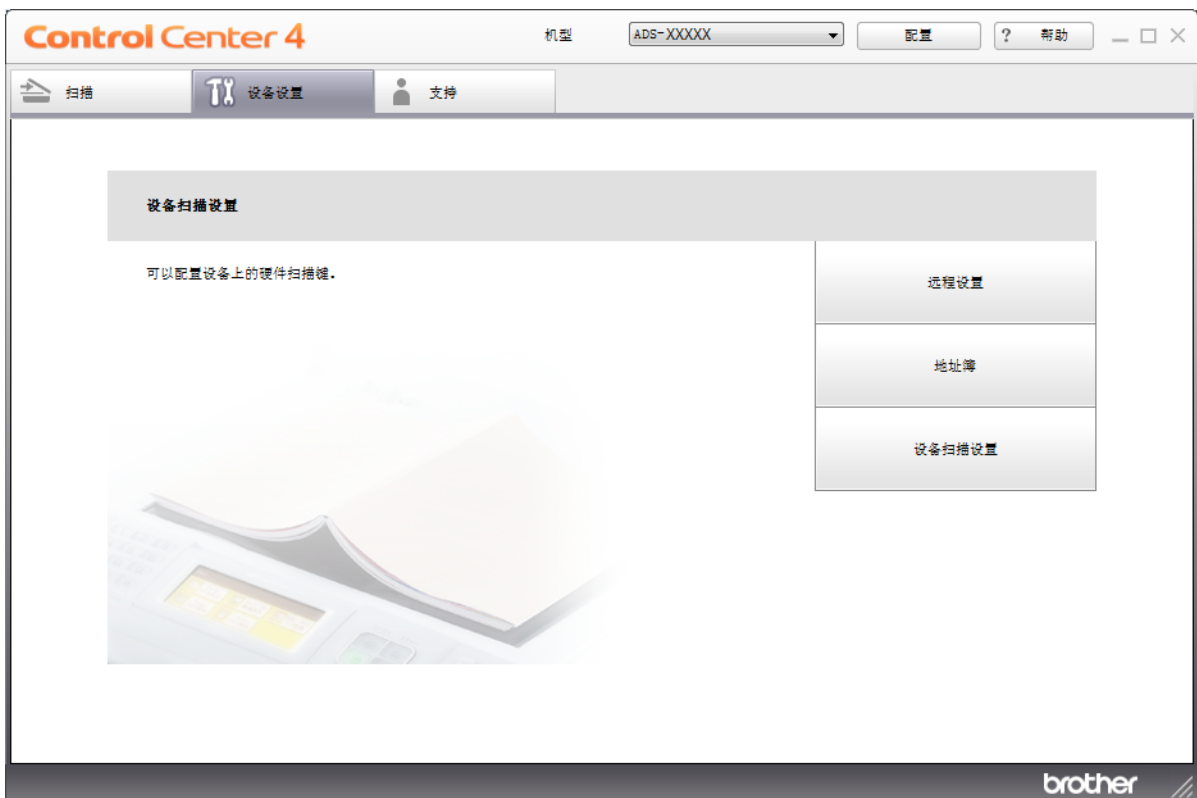 Control Center 4
机型
ADS-XXXXX
配置
? 帮助
扫描
设备设置
支持
设备扫描设置
可以配置设备上的硬件扫描键.
远程设置
地址簿
设备扫描设置
brother